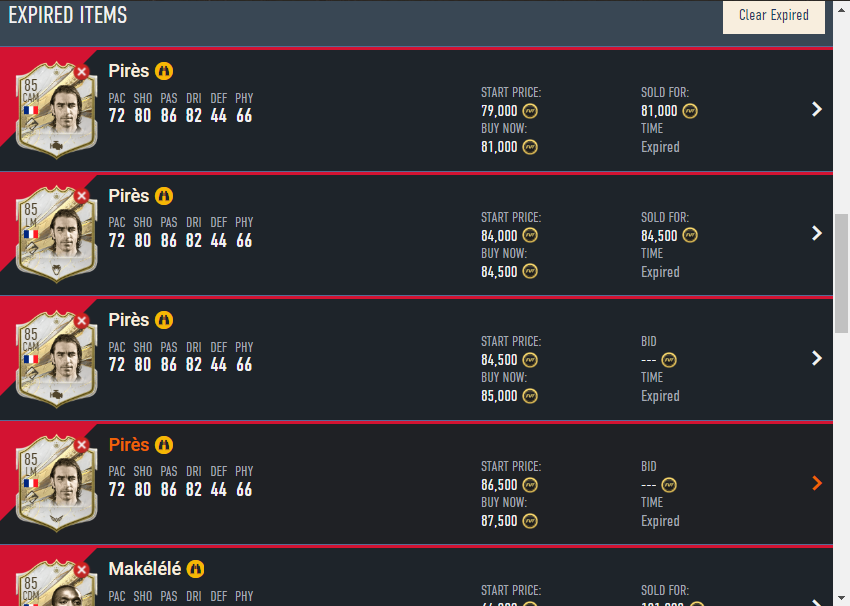 EXPIRED ITEMS
Clear Expired
85
CAM
Pirès
PAC SHO PAS DRI DEF PHY
72 80 86 82 44 66
START PRICE:
79,000
BUY NOW:
81,000
SOLD FOR:
81,000
TIME
Expired
85
LM
Pirès
PAC SHO PAS DRI DEF PHY
72 80 86 82 44 66
START PRICE:
84,000
BUY NOW:
84,500
SOLD FOR:
84,500
TIME
Expired
85
CAM
Pirès
PAC SHO PAS DRI DEF PHY
72 80 86 82 44 66
START PRICE:
84,500
BUY NOW:
85,000
BID
---
TIME
Expired
85
LM
Pirès
PAC SHO PAS DRI DEF PHY
72 80 86 82 44 66
START PRICE:
86,500
BUY NOW:
87,500
BID
---
TIME
Expired
85
CDM
Makélélé
PAC SHO PAS DRI DEF PHY
START PRICE:
SOLD FOR: